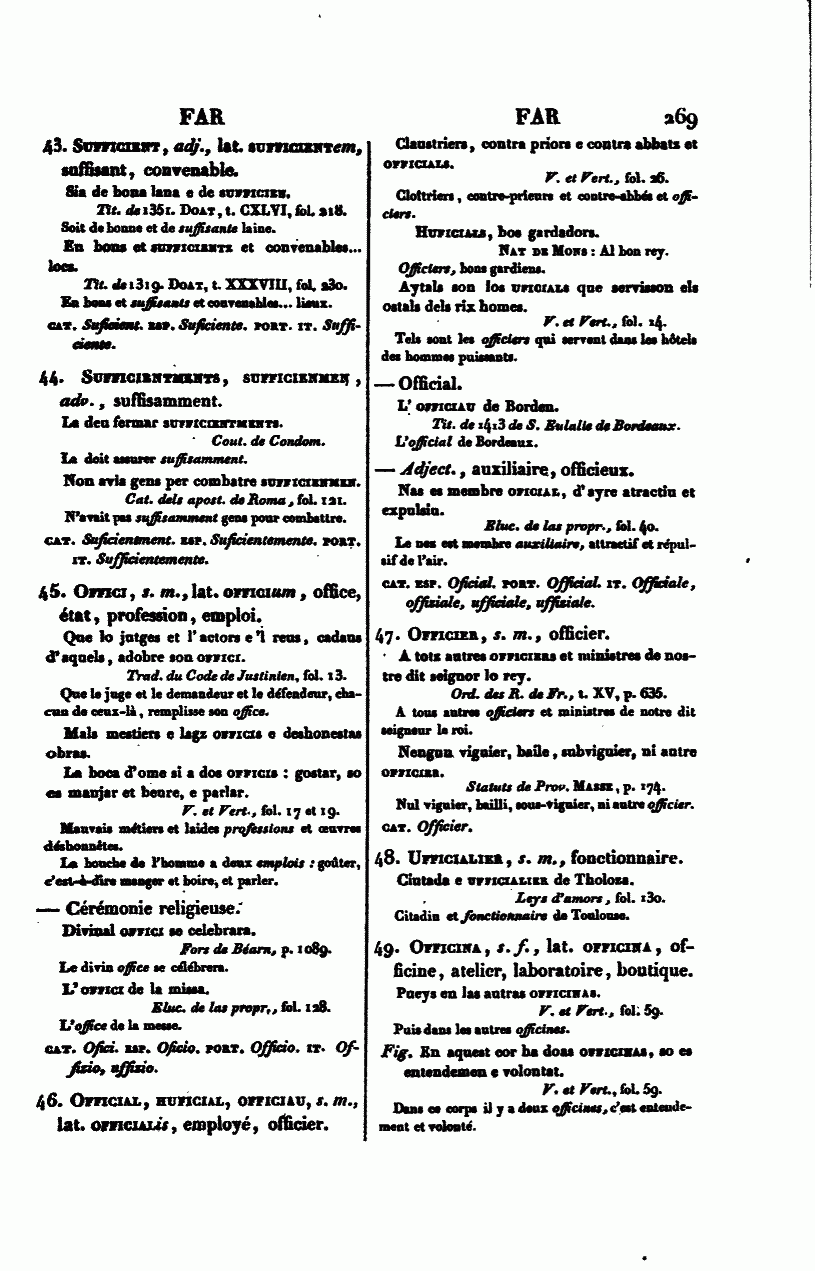 FAR
43. SUFFICIENT, adj., lat. SUFFICIENTem,
suffisant, convenable.
Sia de bona lana e de SUFFICIEN.
Tit. de 1351. DOAT, t. CXLVI, fol. 218.
Soit de bonne et de suffisante laine.
En bons et SUFFICIENTZ et convenables...
locs.
Tit. de 1319. DOAT, t. XXXVIII, fol. 230.
En bons et suffisants et convenables... lieux.
CAT. Suficient. ESP. Suficiente. PORT. IT. Suffi-
ciente.
44. SUFFICIENTMENTS, SUFFICIENMEN,
adv., suffisamment.
La deu fermar SUFFICIENTMENTS.
Cout. de Condom.
La doit assurer suffisamment.
Non avia gens per combatre SUFFICIENMEN.
Cat. dels apost. de Roma, fol. 121.
N'avait pas suffisamment gens pour combattre.
CAT. Suficientment. ESP. Suficientemente. PORT.
IT. Sufficientemente.
45. OFFICI, s. m., lat. OFFICIum, office,
état, profession, emploi.
Que lo jutges et l'actors e 'l reus, cadaus
d'aquels, adobre son OFFICI.
Trad. du Code de Justinien, fol. 13.
Que le juge et le demandeur et le défendeur, cha-
cun de ceux-là, remplisse son office.
Mals mestiers e lagz OFFICIS e deshonestas
obras.
La boca d'ome si a dos OFFICIS : gostar, so
es manjar et beure, e parlar.
V. et Vert., fol. 17 et 19.
Mauvais métiers et laides professions et œuvres
déshonnêtes.
La bouche de l'homme a deux emplois : goûter,
c'est-à-dire manger et boire, et parler.
— Cérémonie religieuse.
Divinal OFFICI se celebrara.
Fors de Béarn, p. 1089.
Le divin office se célébrera.
L'OFFICI de la missa.
Eluc. de las propr., fol. 128.
L'office de la messe.
CAT. Ofici. ESP. Oficio. PORT. Officio. IT. Of-
fizio, uffizio.
46. OFFICIAL, HUFICIAL, OFFICIAU, s. m.,
lat. OFFICIALis, employé, officier.
FAR 269
Claustriers, contra priors e contra abbatz et
OFFICIALS.
V. et Vert., fol. 26.
Cloîtriers, contre-prieurs et contre-abbés et offi-
ciers.
HUFICIALS, bos gardadors.
NAT DE MONS : Al bon rey.
Officiers, bons gardiens.
Aytals son los UFICIALS que servisson els
ostals dels rix homes.
V. et Vert., fol. 14.
Tels sont les officiers qui servent dans les hôtels
des hommes puissants.
— Official.
L'OFFICIAU de Borden.
Tit. de 1413 de S. Eulalie de Bordeaux.
L'official de Bordeaux.
— Adject., auxiliaire, officieux.
Nas es membre OFICIAL, d'ayre atractiu et
expulsiu.
Eluc. de las propr., fol. 40.
Le nez est membre auxiliaire, attractif et répul-
sif de l'air.
CAT. ESP. Oficial. PORT. Official. IT. Officiale,
offiziale, ufficiale, uffiziale.
47. OFFICIER, s. m., officier.
A totz autres OFFICIERS et ministres de nos-
tre dit seignor lo rey.
Ord. des R. de Fr., t. XV, p. 635.
A tous autres officiers et ministres de notre dit
seigneur le roi.
Nengun viguier, baile, subviguier, ni autre
OFFICIER.
Statuts de Prov. MASSE, p. 174.
Nul viguier, bailli, sous-viguier, ni autre officier.
CAT. Officier.
48. UFFICIALIER, s. m., fonctionnaire.
Ciutada e UFFICIALIER de Tholoza.
Leys d'amors, fol. 130.
Citadin et fonctionnaire de Toulouse.
49. OFFICINA, s. f., lat. OFFICINA, of-
ficine, atelier, laboratoire, boutique.
Pueys en las autras OFFICINAS.
V. et Vert., fol. 59.
Puis dans les autres officines.
Fig. En aquest cor ha doas OFFICINAS, so es
entendemen e volontat.
V. et Vert., fol. 59.
Dans ce corps il y a deux officines, c'est entende-
ment et volonté.